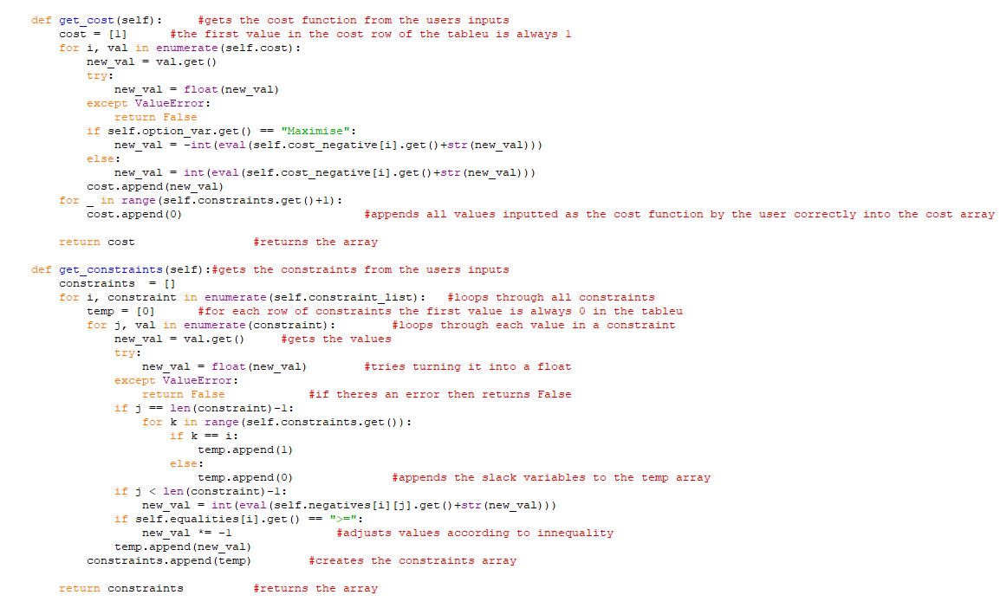 def get_cost(self):     #gets the cost function from the users inputs
    cost = [1]      #the first value in the cost row of the tableu is always 1
    for i, val in enumerate(self.cost):
        new_val = val.get()
        try:
            new_val = float(new_val)
        except ValueError:
            return False
        if self.option_var.get() == "Maximise":
            new_val = -int(eval(self.cost_negative[i].get()+str(new_val)))
        else:
            new_val = int(eval(self.cost_negative[i].get()+str(new_val)))
        cost.append(new_val)
    for _ in range(self.constraints.get()+1):
        cost.append(0)                          #appends all values inputted as the cost function by the user correctly into the cost array
    return cost                 #returns the array
def get_constraints(self):#gets the constraints from the users inputs
    constraints  = []
    for i, constraint in enumerate(self.constraint_list):   #loops through all constraints
        temp = [0]      #for each row of constraints the first value is always 0 in the tableu
        for j, val in enumerate(constraint):        #loops through each value in a constraint
            new_val = val.get()     #gets the values
            try:
                new_val = float(new_val)        #tries turning it into a float
            except ValueError:
                return False            #if theres an error then returns False
            if j == len(constraint)-1:
                for k in range(self.constraints.get()):
                    if k == i:
                        temp.append(1)
                    else:
                        temp.append(0)              #appends the slack variables to the temp array
            if j < len(constraint)-1:
                new_val = int(eval(self.negatives[i][j].get()+str(new_val)))
            if self.equalities[i].get() == ">=":
                new_val *= -1               #adjusts values according to innequality
            temp.append(new_val)
        constraints.append(temp)        #creates the constraints array
    return constraints          #returns the array